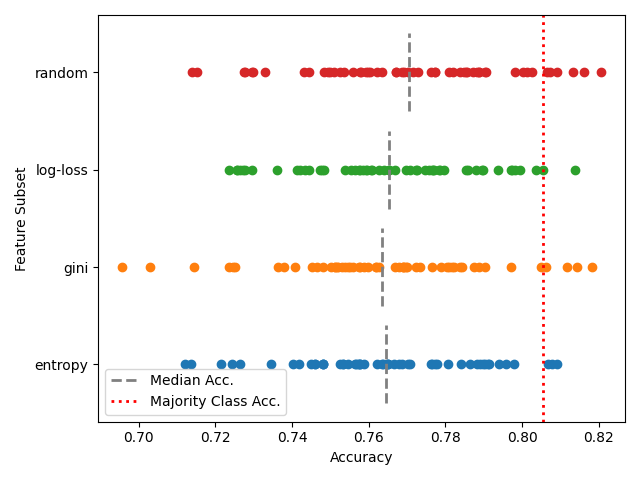 random
log-loss
gini
entropy
Feature Subset
Median Acc.
Majority Class Acc.
0.70 0.72 0.74 0.76 0.78 0.80 0.82
Accuracy